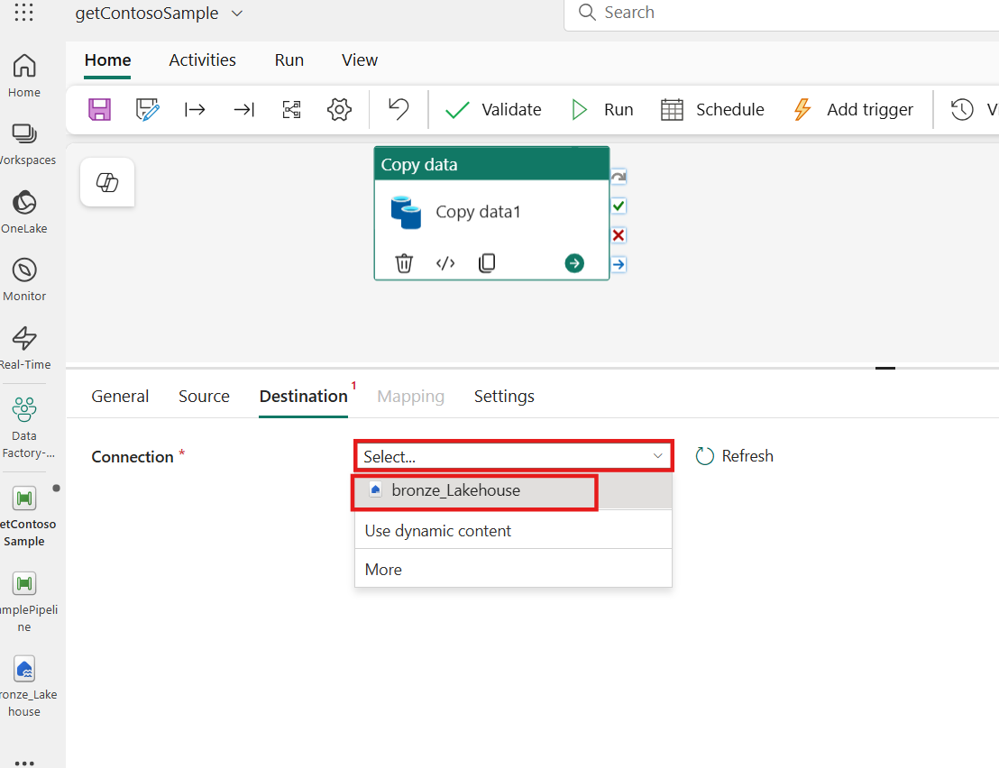 getContosoSample
Search
Home
Activities
Run
View
Validate
Run
Schedule
Add trigger
Home
Workspaces
OneLake
Monitor
Real-Time
Data
Factory-...
etContoso
Sample
mplePipeli
ne
ronze_Lake
house
Copy data
Copy data1
General
Source
Destination 1
Mapping
Settings
Connection *
Select...
Refresh
bronze_Lakehouse
Use dynamic content
More